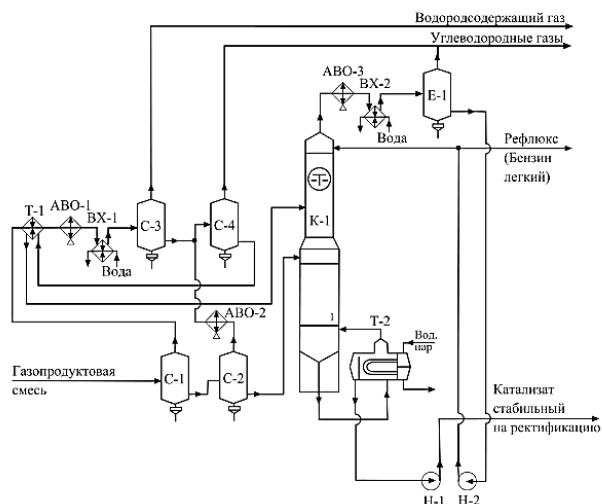 Водородсодержащий газ
Углеводородные газы
АВО-3
ВХ-2
Е-1
Вода
Рефлюкс
(Бензин
легкий)
Т
К-1
Т-1
АВО-1
ВХ-1
С-3
С-4
Вода
АВО-2
1
Т-2
Вод.
пар
Газопродуктовая
смесь
С-1
С-2
Катализат
стабильный
на ректификацию
Н-1
Н-2